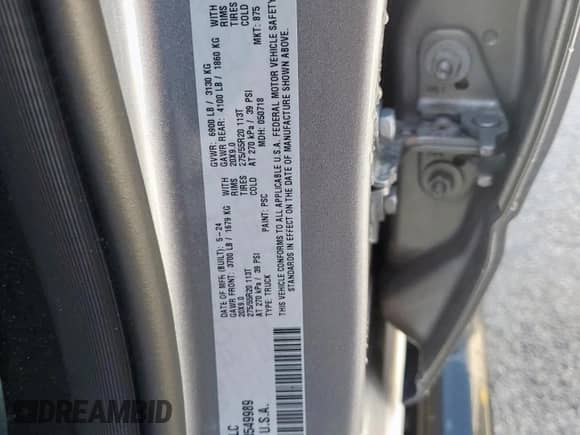 LC
549989
U.S.A.
DATE OF MFR (BUILT): 5-24
GAWR FRONT: 3700 LB / 1679 KG WITH
20X9.0 RIMS
275/55R20 113T TIRES
AT 270 kPa / 39 PSI COLD
TYPE: TRUCK PAINT: PSC
GVWR: 6900 LB / 3130 KG
GAWR REAR: 4100 LB / 1860 KG WITH
20X9.0 RIMS
275/55R20 113T TIRES
AT 270 kPa / 39 PSI COLD
MDH: 050718 MKT: 875
THIS VEHICLE CONFORMS TO ALL APPLICABLE U.S.A. FEDERAL MOTOR VEHICLE SAFETY
STANDARDS IN EFFECT ON THE DATE OF MANUFACTURE SHOWN ABOVE.
DREAMBID